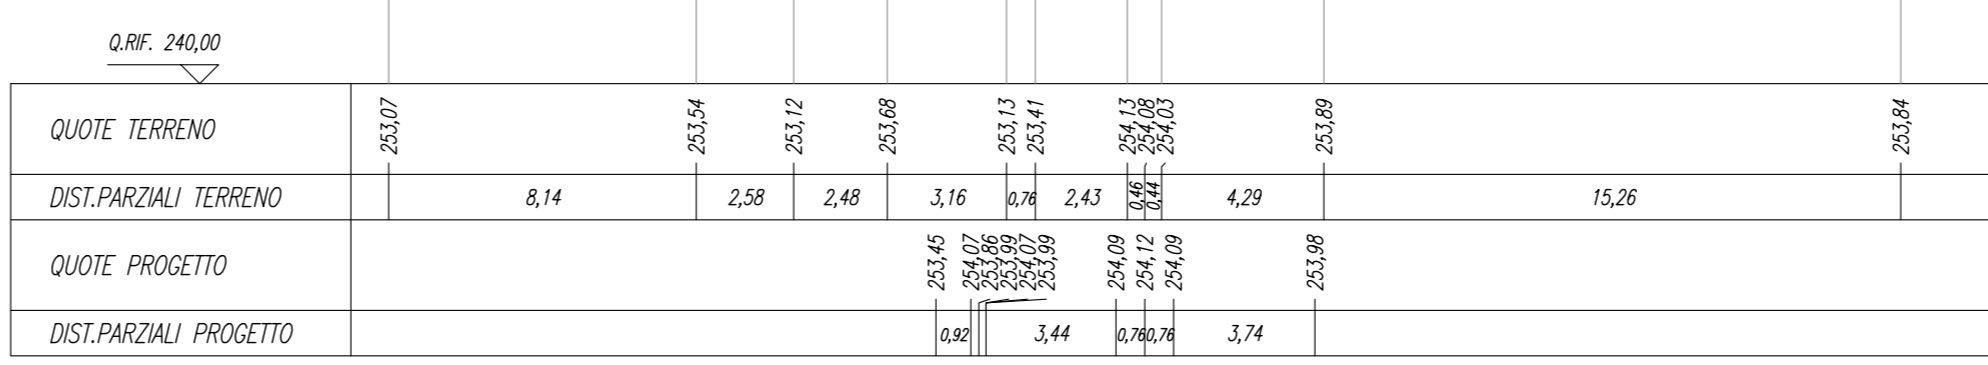 Q.RIF. 240,00
QUOTE TERRENO 253,07 253,54 253,12 253,68 253,13 253,41 254,13 254,08 254,03 253,89 253,84
DIST.PARZIALI TERRENO 8,14 2,58 2,48 3,16 0,76 2,43 0,46 0,44 4,29 15,26
QUOTE PROGETTO 253,45 254,07 253,86 253,99 254,07 253,99 254,09 254,12 254,09 253,98
DIST.PARZIALI PROGETTO 0,92 3,44 0,76 0,76 3,74